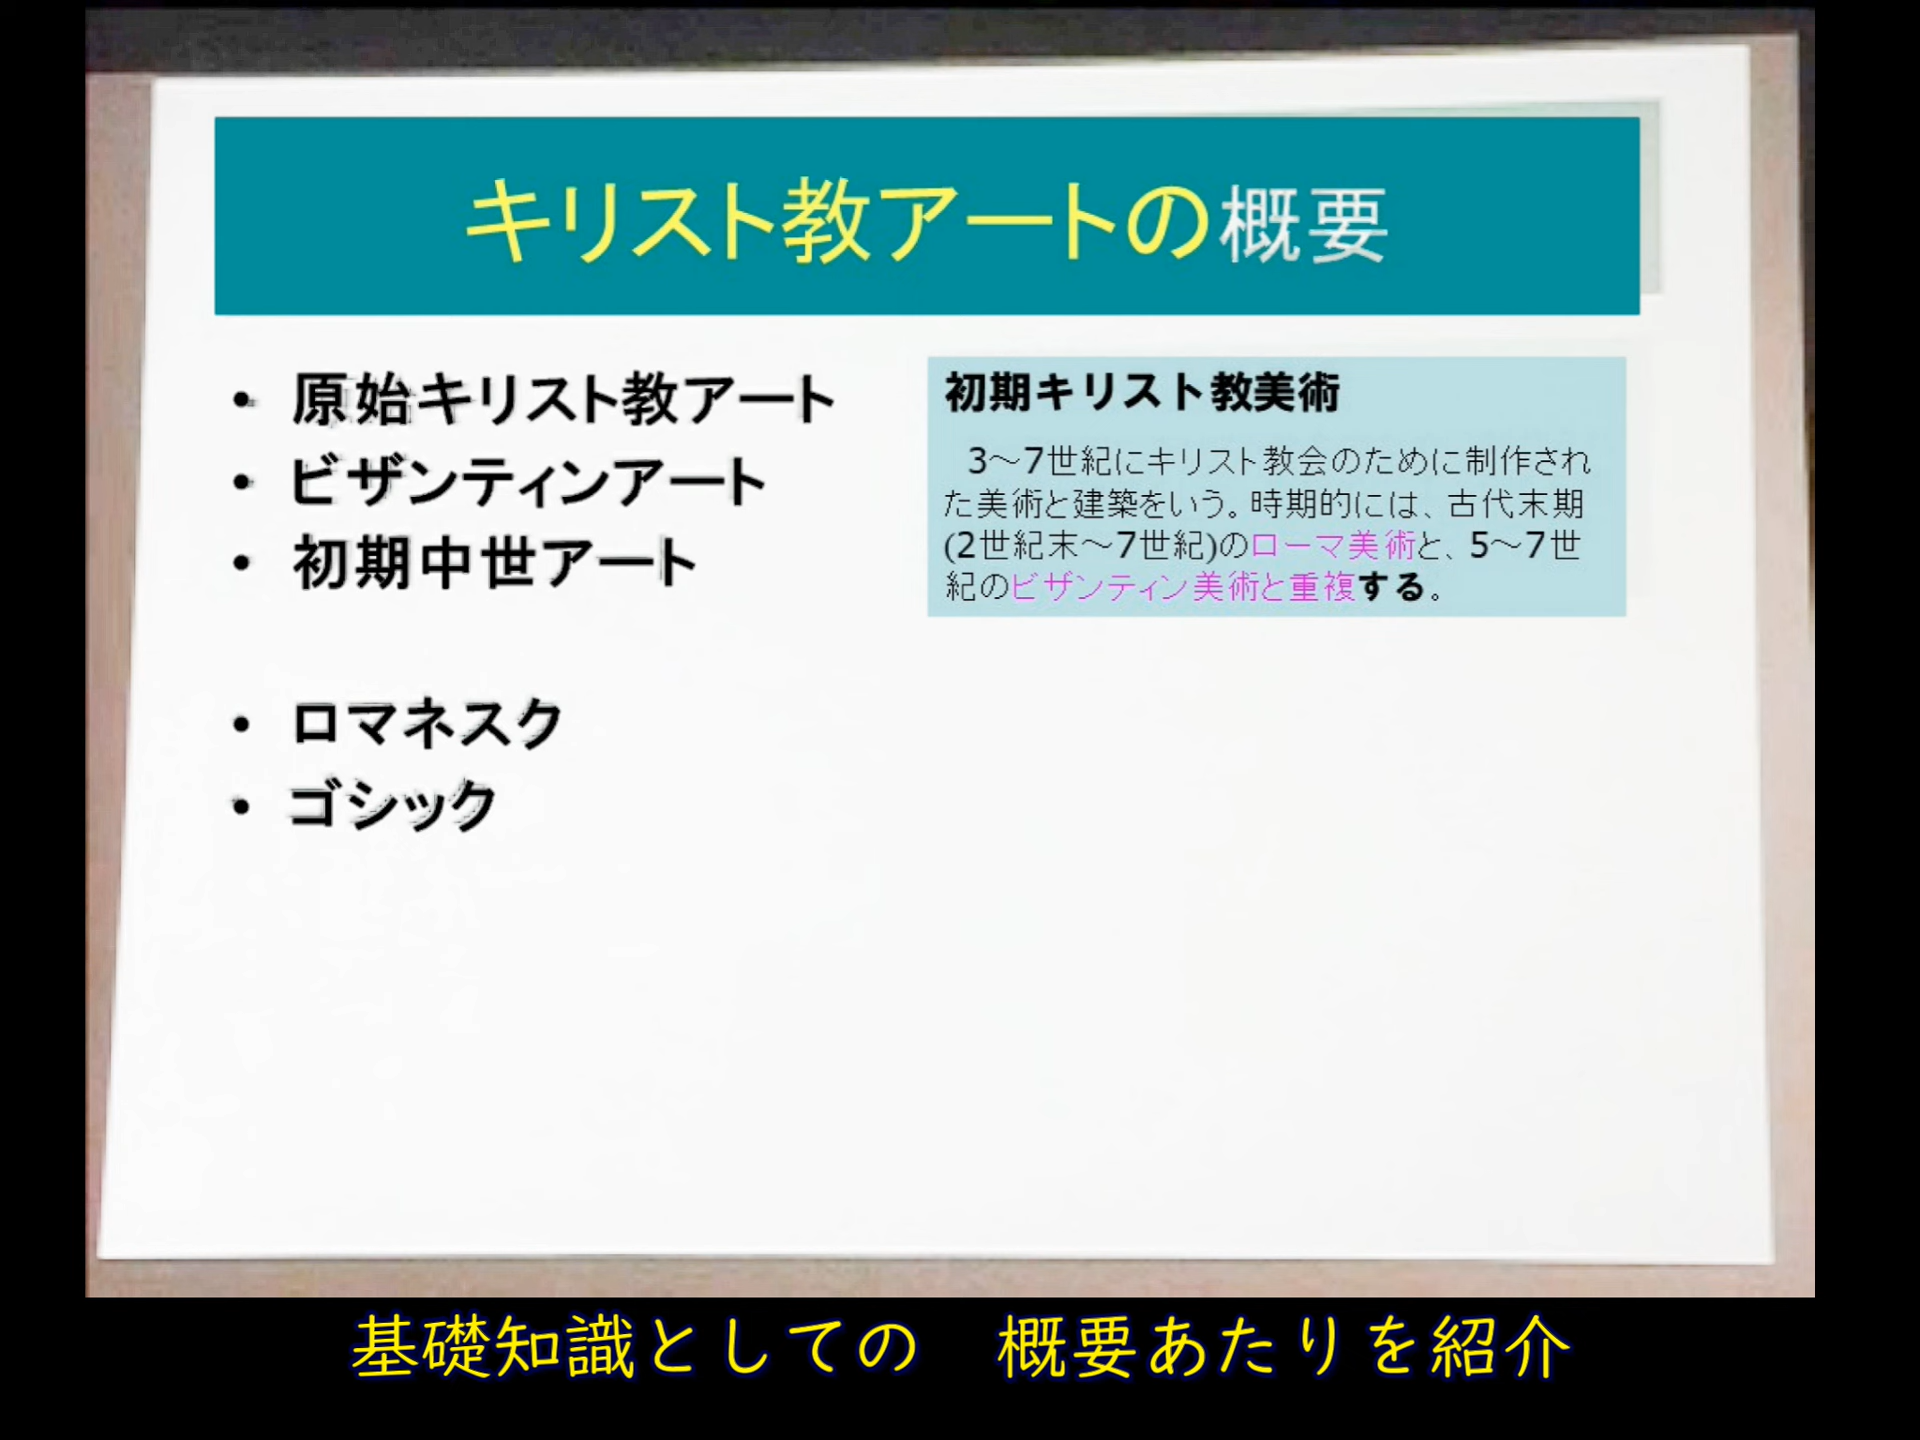 キリスト教アートの概要
• 原始キリスト教アート
• ビザンティンアート
• 初期中世アート
• ロマネスク
• ゴシック
初期キリスト教美術
3～7世紀にキリスト教会のために制作され
た美術と建築をいう。時期的には、古代末期
(2世紀末～7世紀)のローマ美術と、5～7世
紀のビザンティン美術と重複する。
基礎知識としての　概要あたりを紹介